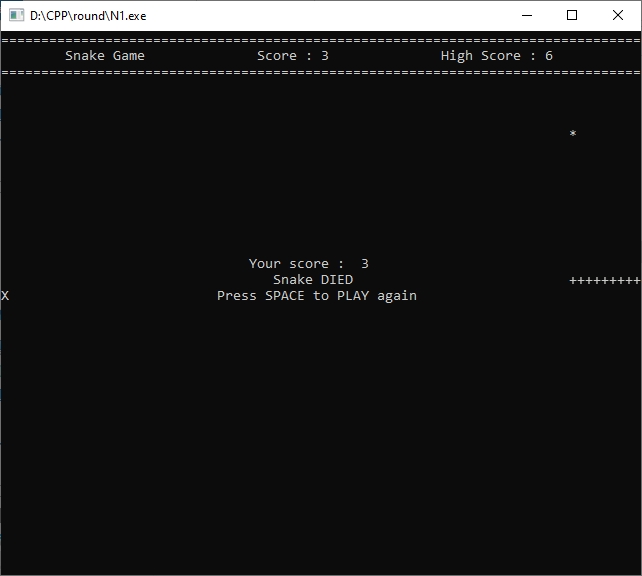 D:\CPP\round\N1.exe
================================================================================
Snake Game Score : 3 High Score : 6
================================================================================
*
Your score :  3
Snake DIED +++++++++
X Press SPACE to PLAY again